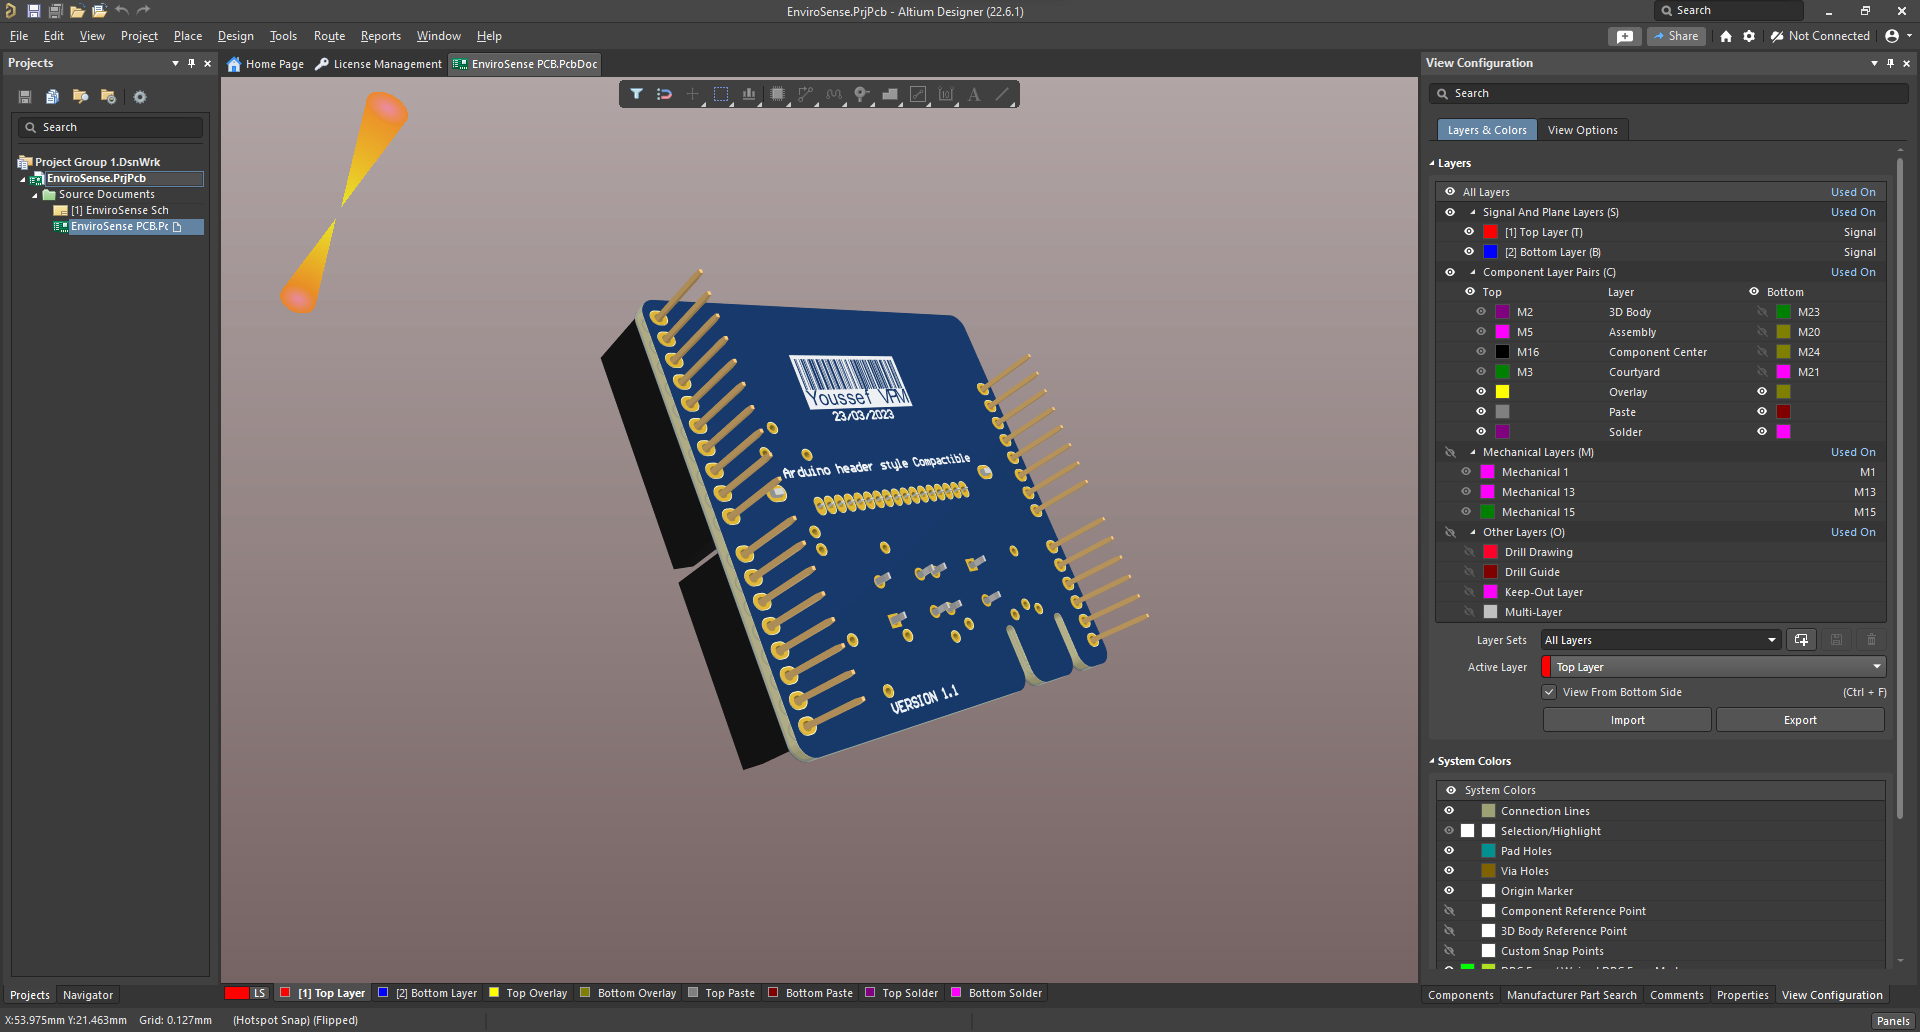 EnviroSense.PrjPcb - Altium Designer (22.6.1)
Search
File Edit View Project Place Design Tools Route Reports Window Help
Share
Not Connected
Projects
Home Page
License Management
EnviroSense PCB.PcbDoc
View Configuration
Search
Search
Layers & Colors
View Options
Project Group 1.DsnWrk
EnviroSense.PrjPcb
Source Documents
[1] EnviroSense Sch
EnviroSense PCB.Pc
Youssef VPM
23/03/2023
Arduino header style Compactible
VERSION 1.1
Layers
All Layers Used On
Signal And Plane Layers (S) Used On
[1] Top Layer (T) Signal
[2] Bottom Layer (B) Signal
Component Layer Pairs (C) Used On
Top Layer Bottom
M2 3D Body M23
M5 Assembly M20
M16 Component Center M24
M3 Courtyard M21
Overlay
Paste
Solder
Mechanical Layers (M) Used On
Mechanical 1 M1
Mechanical 13 M13
Mechanical 15 M15
Other Layers (O) Used On
Drill Drawing
Drill Guide
Keep-Out Layer
Multi-Layer
Layer Sets All Layers
Active Layer Top Layer
View From Bottom Side (Ctrl + F)
Import
Export
System Colors
System Colors
Connection Lines
Selection/Highlight
Pad Holes
Via Holes
Origin Marker
Component Reference Point
3D Body Reference Point
Custom Snap Points
Projects
Navigator
LS
[1] Top Layer
[2] Bottom Layer
Top Overlay
Bottom Overlay
Top Paste
Bottom Paste
Top Solder
Bottom Solder
Components
Manufacturer Part Search
Comments
Properties
View Configuration
X:53.975mm Y:21.463mm Grid: 0.127mm (Hotspot Snap) (Flipped)
Panels